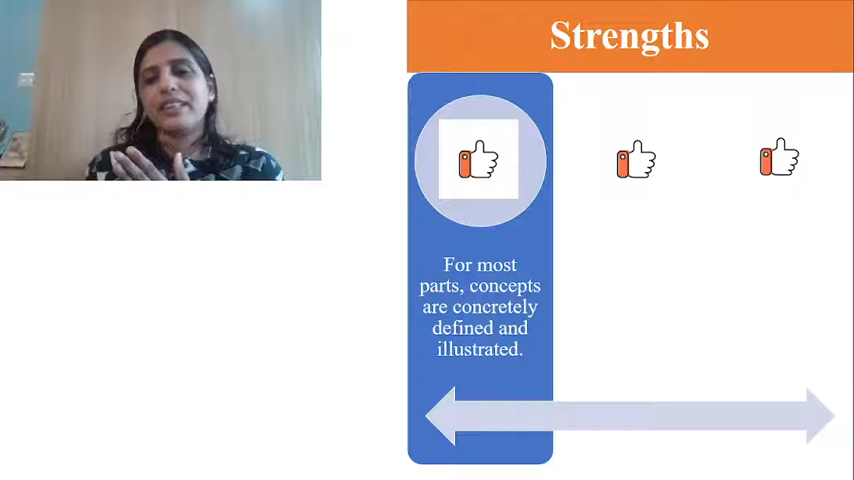 Strengths
For most
parts, concepts
are concretely
defined and
illustrated.